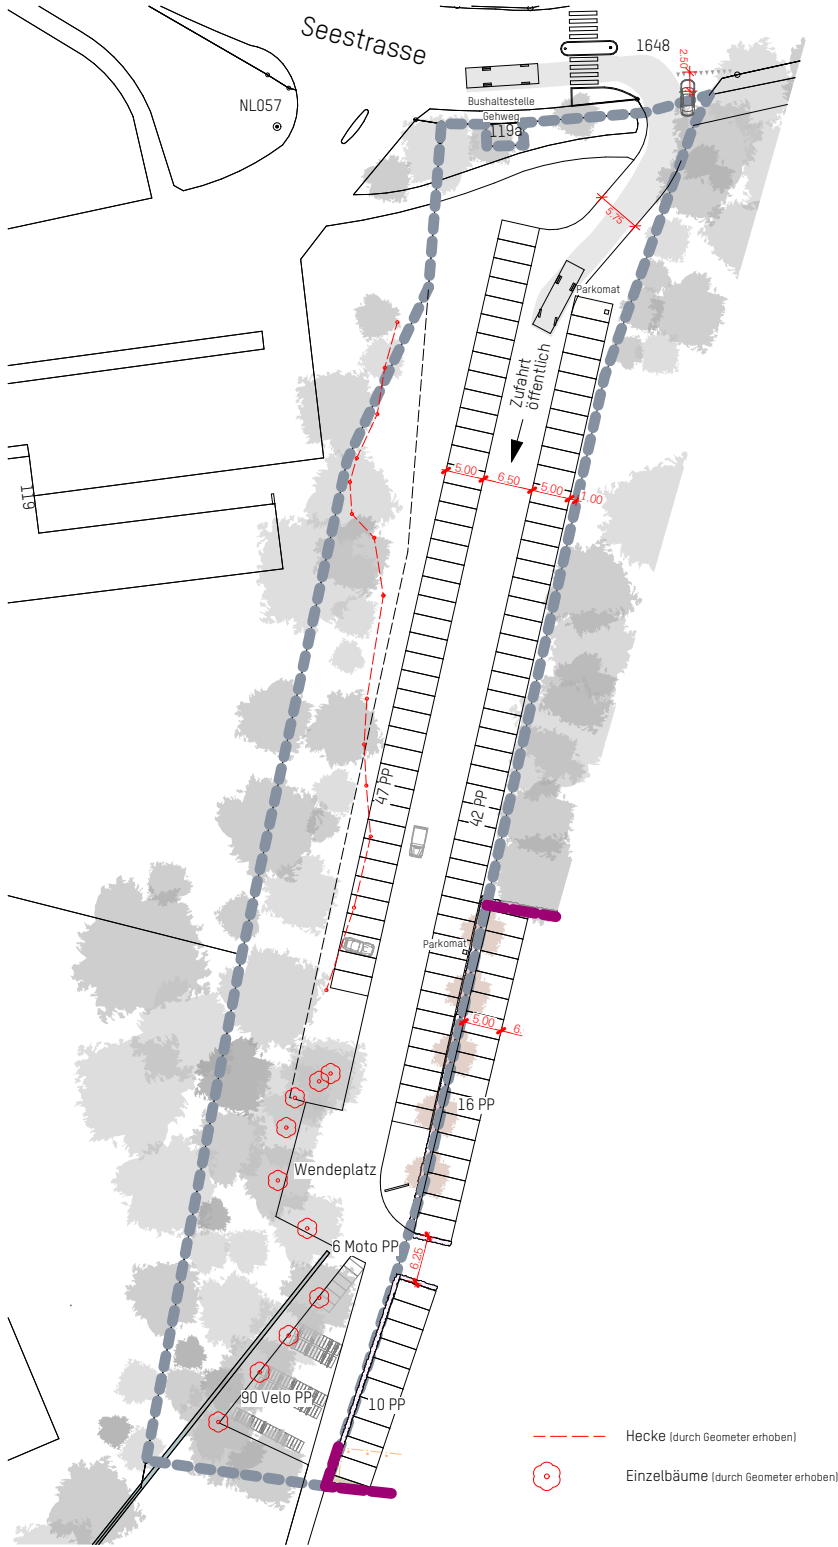 Seestrasse
1648
2.50
NL057
Bushaltestelle
Gehweg
119a
5.75
Parkomat
Zufahrt
öffentlich
119
5.00
6.50
5.00
1.00
47 PP
42 PP
Parkomat
5.00
6.
16 PP
Wendeplatz
6 Moto PP
6.25
90 Velo PP
10 PP
Hecke (durch Geometer erhoben)
Einzelbäume (durch Geometer erhoben)